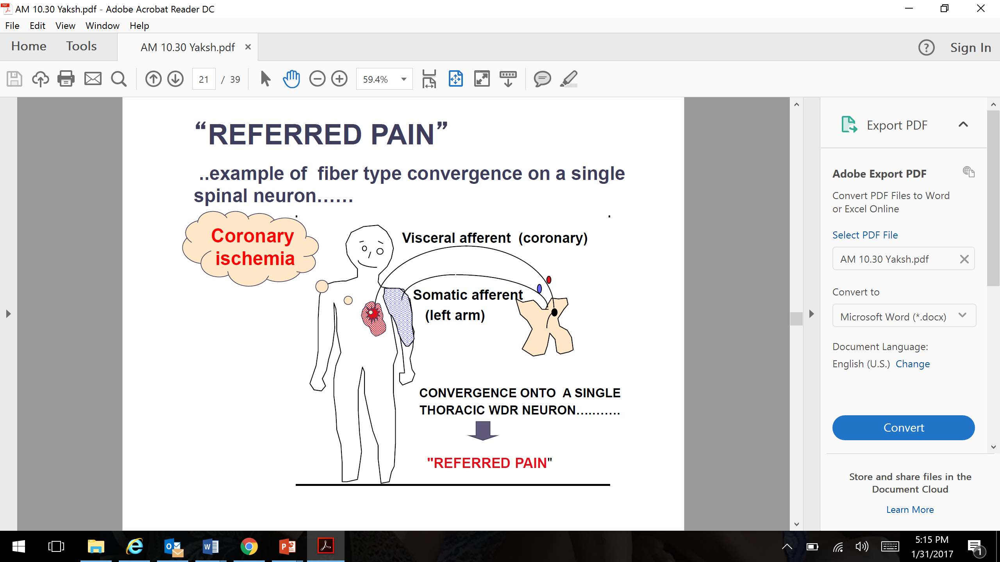 AM 10.30 Yaksh.pdf - Adobe Acrobat Reader DC
File Edit View Window Help
Home Tools AM 10.30 Yaksh.pdf × ? Sign In
21 / 39 59.4%
“REFERRED PAIN”
..example of  fiber type convergence on a single
spinal neuron……
Coronary
ischemia
Visceral afferent  (coronary)
Somatic afferent
(left arm)
CONVERGENCE ONTO  A SINGLE
THORACIC WDR NEURON….…….
"REFERRED PAIN"
Export PDF
Adobe Export PDF
Convert PDF Files to Word
or Excel Online
Select PDF File
AM 10.30 Yaksh.pdf
Convert to
Microsoft Word (*.docx)
Document Language:
English (U.S.) Change
Convert
Store and share files in the
Document Cloud
Learn More
5:15 PM
1/31/2017
1